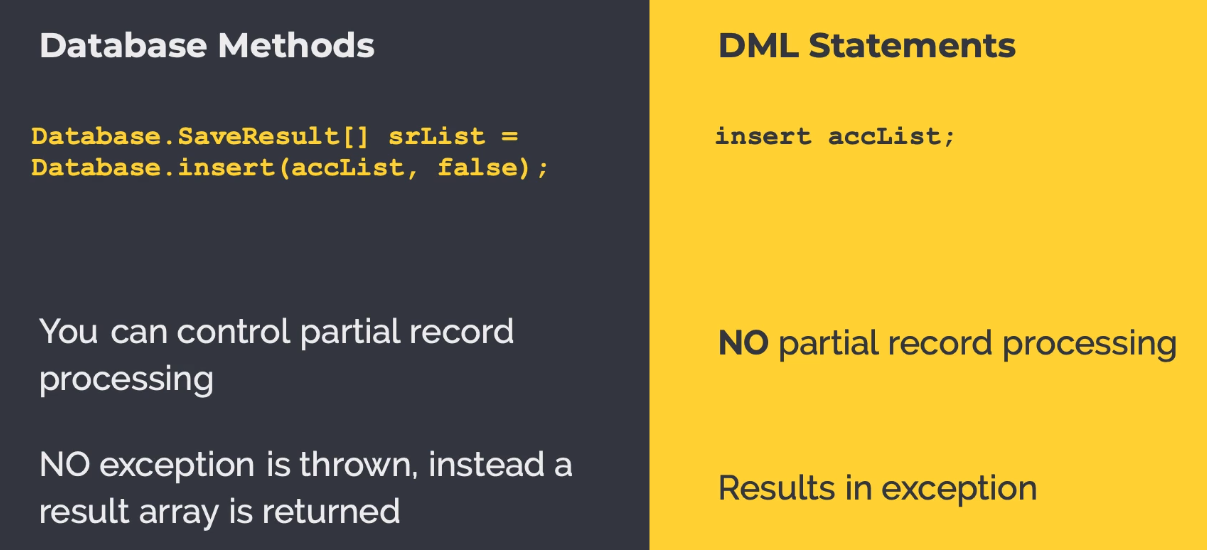 Database Methods
Database.SaveResult[] srList =
Database.insert(accList, false);
You can control partial record
processing
NO exception is thrown, instead a
result array is returned
DML Statements
insert accList;
NO partial record processing
Results in exception